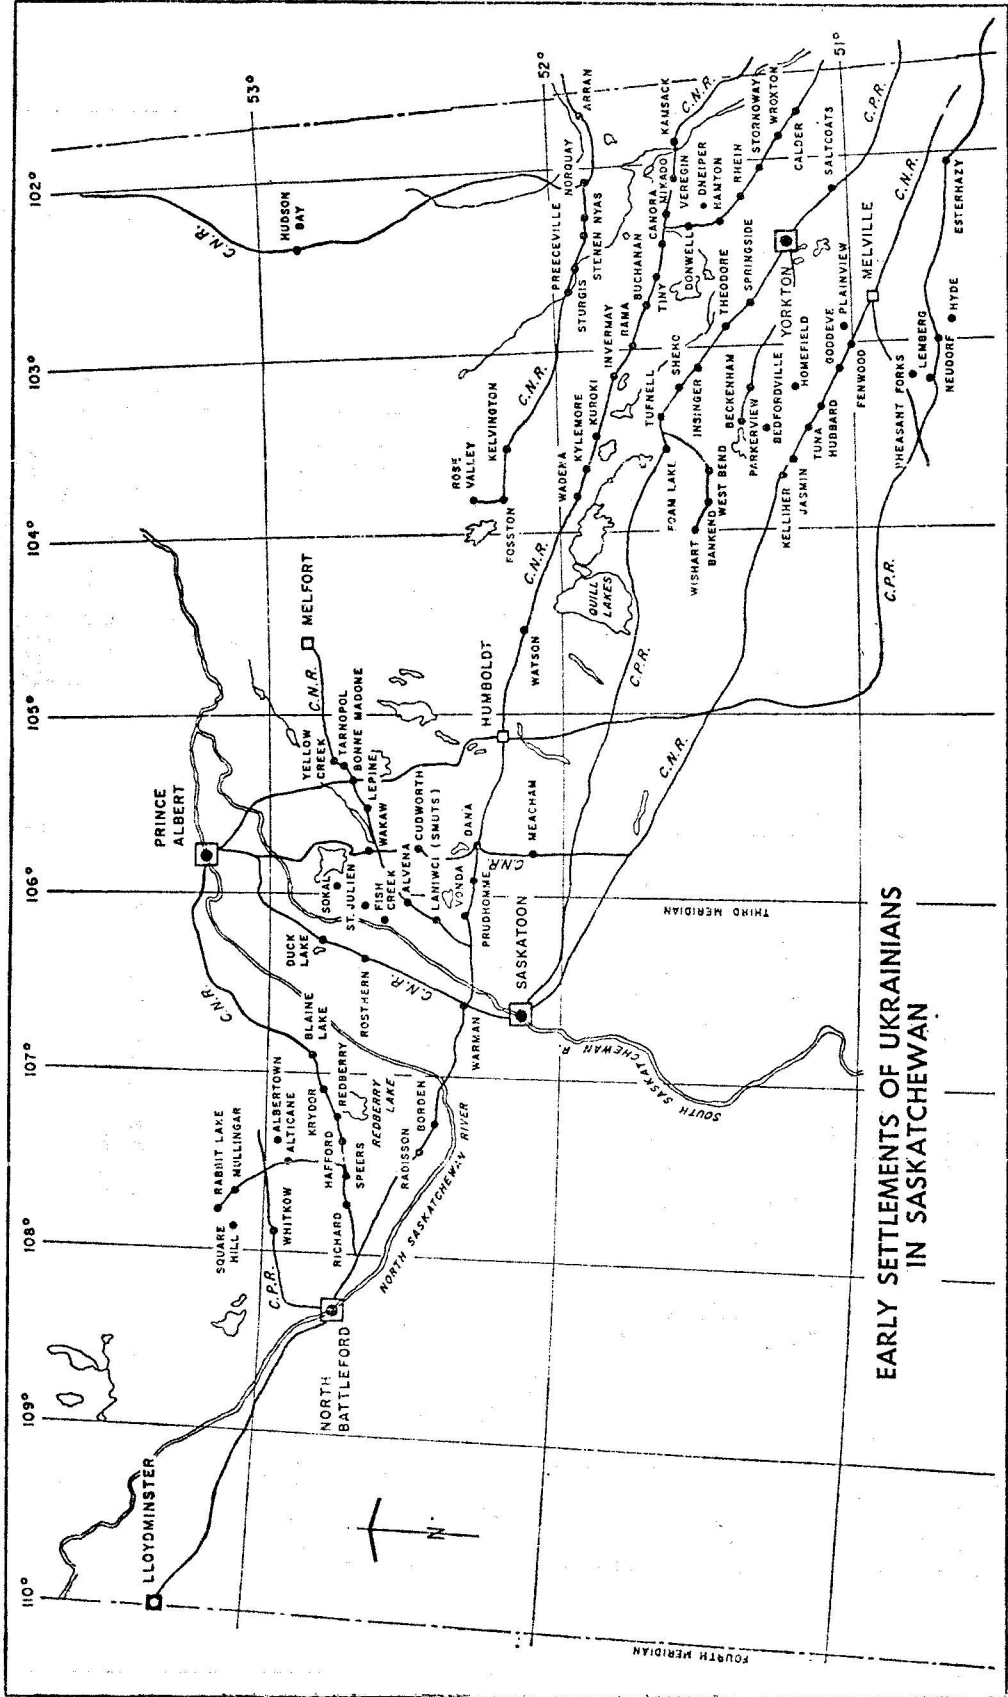 110°
109°
108°
107°
106°
105°
104°
103°
102°
53°
52°
51°
LLOYDMINSTER
NORTH
BATTLEFORD
C.P.R.
SQUARE
HILL
RABBIT LAKE
MULLINGAR
WHITKOW
ALBERTOWN
ALTICANE
RICHARD
SPEERS
HAFFORD
KRYDOR
REDBERRY
REDBERRY
LAKE
BLAINE
LAKE
C.N.R.
RADISSON
BORDEN
NORTH SASKATCHEWAN RIVER
WARMAN
C.N.R.
ROSTHERN
DUCK
LAKE
PRINCE
ALBERT
SOKAL
ST. JULIEN
FISH
CREEK
ALVENA
LANIWCI (SMUTS)
VONDA
PRUDHOMME
DANA
CUDWORTH
WAKAW
LEPINE
BONNE MADONE
TARNOPOL
YELLOW
CREEK
C.N.R.
MELFORT
C.N.R.
MEACHAM
SASKATOON
SOUTH SASKATCHEWAN R.
THIRD MERIDIAN
FOURTH MERIDIAN
HUMBOLDT
WATSON
C.N.R.
QUILL
LAKES
C.P.R.
C.N.R.
C.P.R.
HUDSON
BAY
C.N.R.
ROSE
VALLEY
FOSSTON
KELVINGTON
C.N.R.
PREECEVILLE
STURGIS
STENEN
NYAS
NORQUAY
ARRAN
WADENA
KYLEMORE
KUROKI
INVERMAY
RAMA
BUCHANAN
TINY
CANORA
MIKADO
VEREGIN
KAMSACK
C.N.R.
DONWELL
DNEIPER
HAMTON
RHEIN
STORNOWAY
WROXTON
CALDER
FOAM LAKE
TUFNELL
SHEHO
INSINGER
THEODORE
SPRINGSIDE
YORKTON
SALTCOATS
C.P.R.
WISHART
BANKEND
WEST BEND
BECKENHAM
PARKERVIEW
BEDFORDVILLE
HOMEFIELD
PLAINVIEW
KELLIHER
JASMIN
TUNA
HUBBARD
GOODEVE
FENWOOD
MELVILLE
C.N.R.
PHEASANT FORKS
LEMBERG
NEUDORF
HYDE
ESTERHAZY
N.
EARLY SETTLEMENTS OF UKRAINIANS
IN SASKATCHEWAN